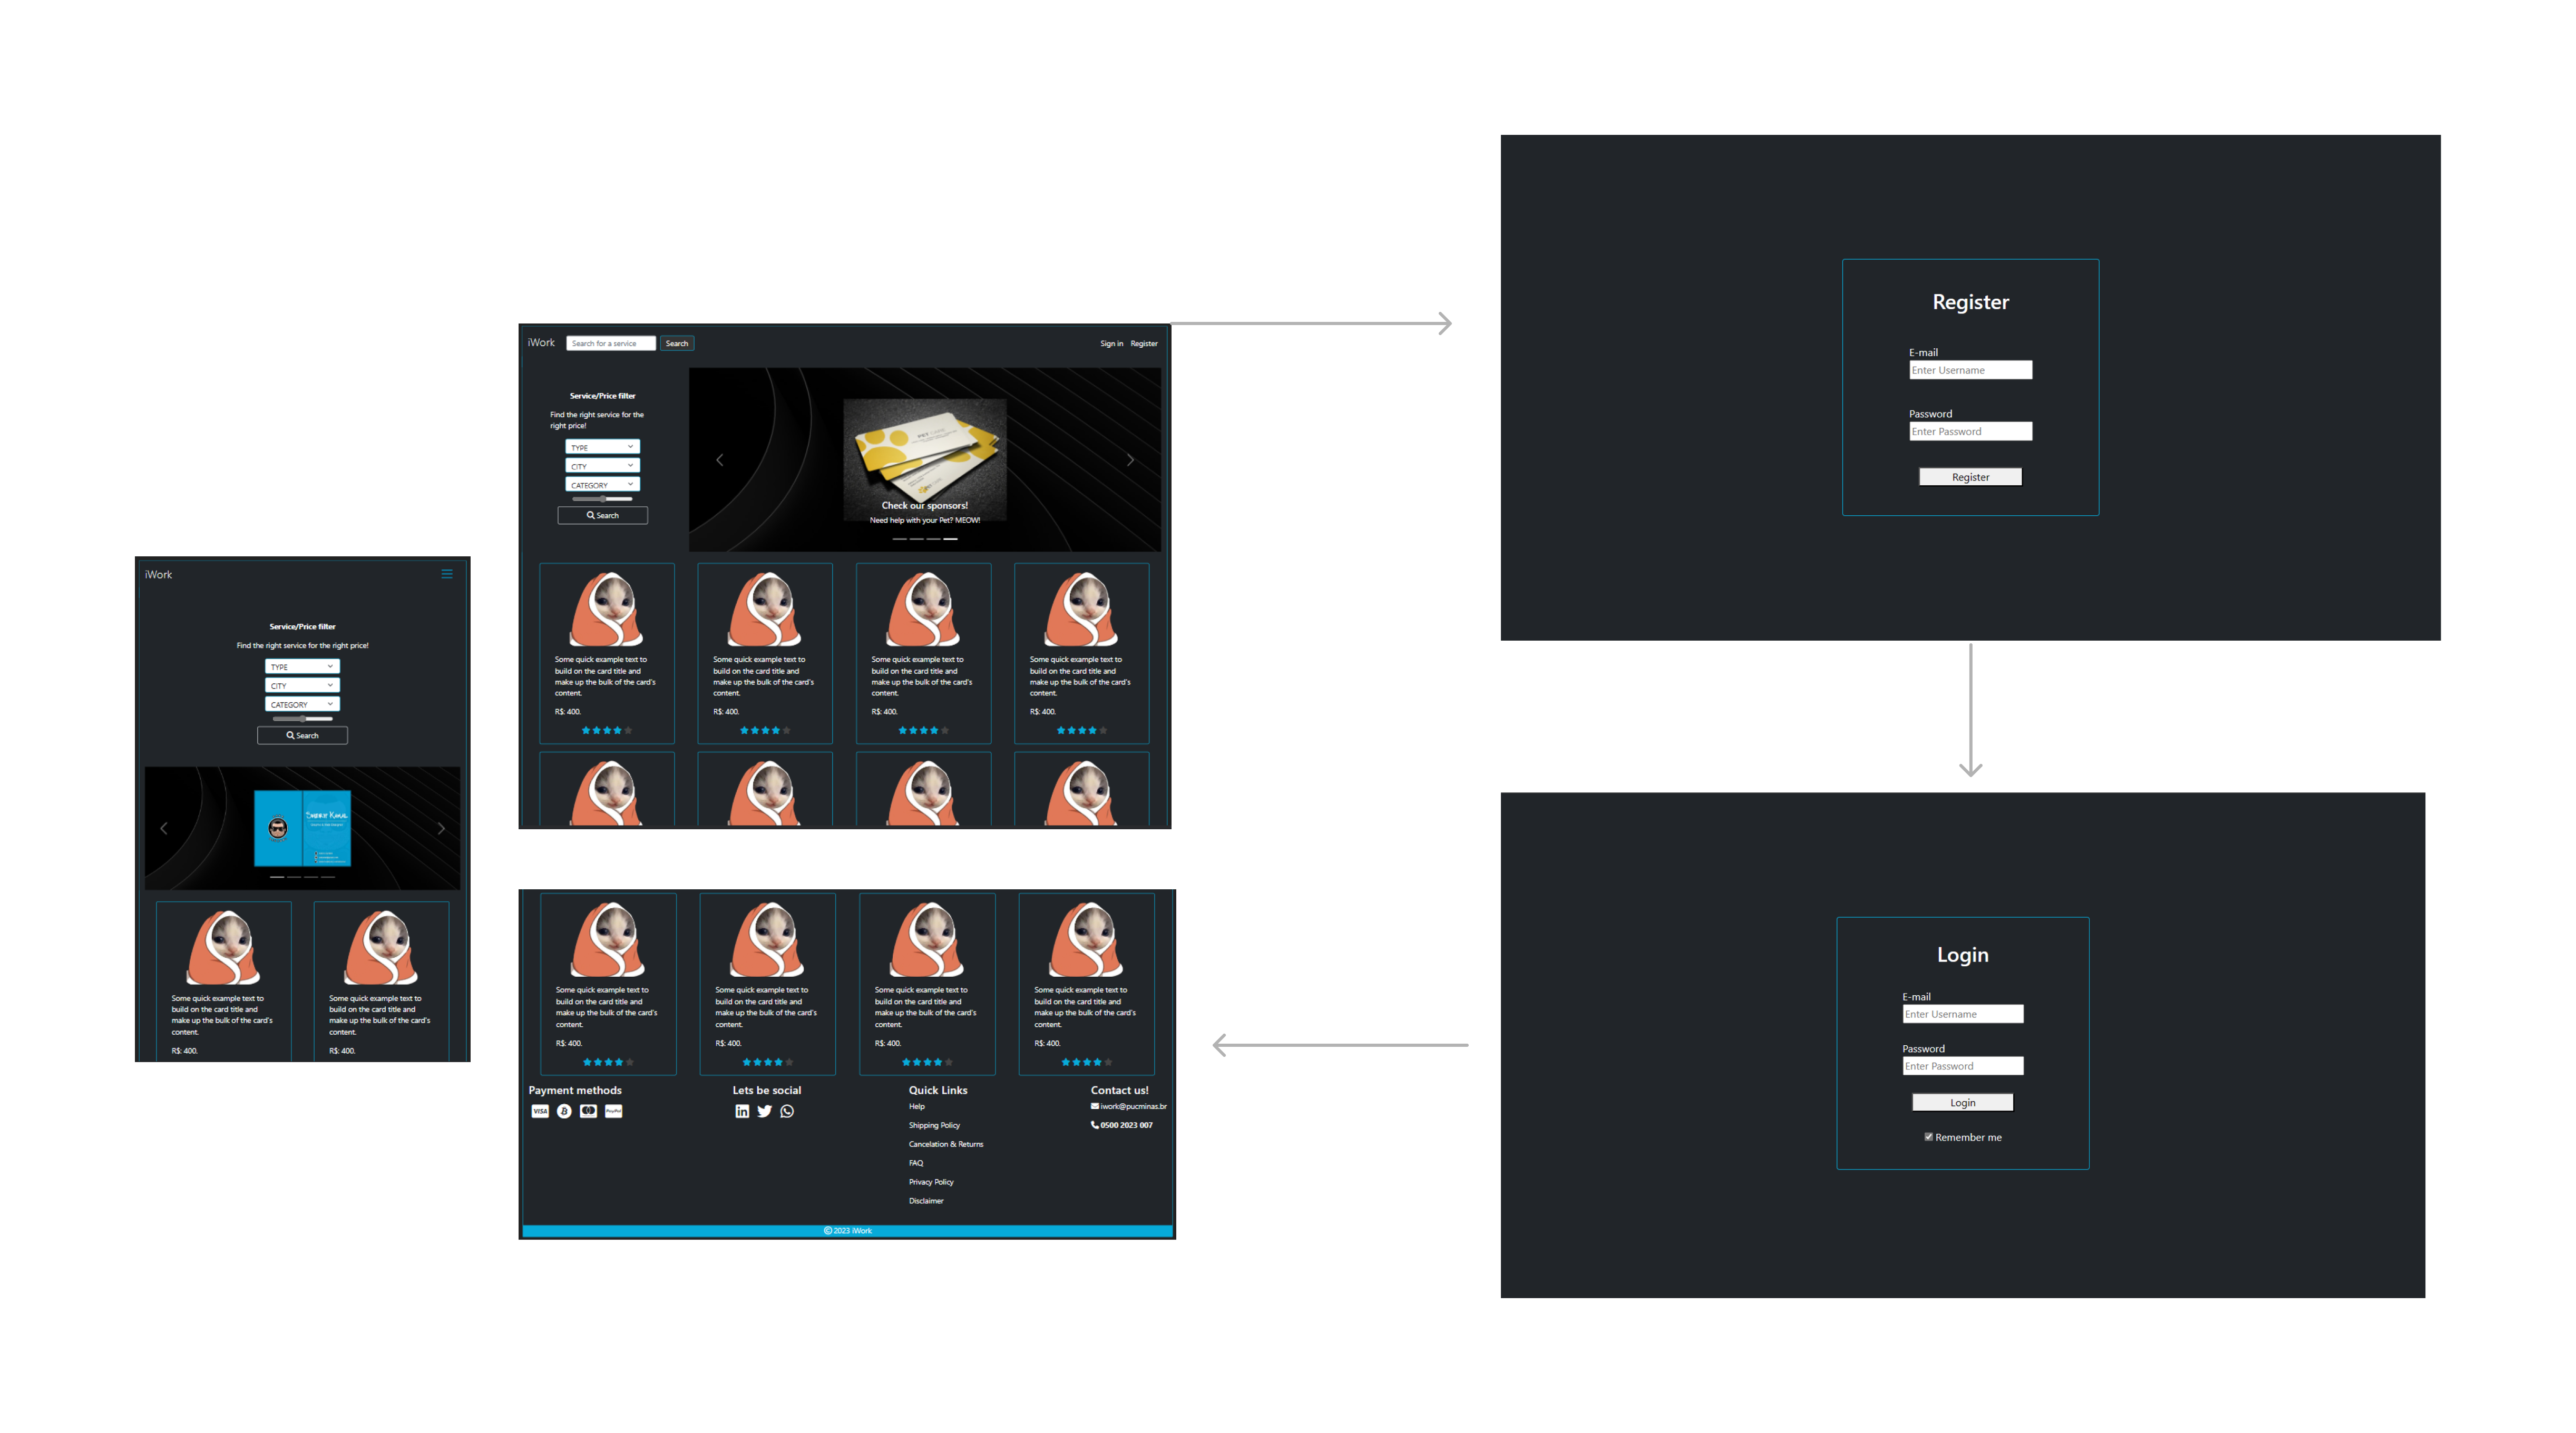 iWork
Service/Price filter
Find the right service for the right price!
TYPE
CITY
CATEGORY
Search
SHERIF KAMAL
Some quick example text to
build on the card title and
make up the bulk of the card's
content.
R$: 400.
Some quick example text to
build on the card title and
make up the bulk of the card's
content.
R$: 400.
iWork
Search for a service
Search
Sign in
Register
Service/Price filter
Find the right service for the
right price!
TYPE
CITY
CATEGORY
Search
PET CARE
Check our sponsors!
Need help with your Pet? MEOW!
Some quick example text to
build on the card title and
make up the bulk of the card's
content.
R$: 400.
Some quick example text to
build on the card title and
make up the bulk of the card's
content.
R$: 400.
Some quick example text to
build on the card title and
make up the bulk of the card's
content.
R$: 400.
Some quick example text to
build on the card title and
make up the bulk of the card's
content.
R$: 400.
Some quick example text to
build on the card title and
make up the bulk of the card's
content.
R$: 400.
Some quick example text to
build on the card title and
make up the bulk of the card's
content.
R$: 400.
Some quick example text to
build on the card title and
make up the bulk of the card's
content.
R$: 400.
Some quick example text to
build on the card title and
make up the bulk of the card's
content.
R$: 400.
Payment methods
VISA
PayPal
Lets be social
Quick Links
Help
Shipping Policy
Cancelation & Returns
FAQ
Privacy Policy
Disclaimer
Contact us!
iwork@pucminas.br
0500 2023 007
© 2023 iWork
Register
E-mail
Enter Username
Password
Enter Password
Register
Login
E-mail
Enter Username
Password
Enter Password
Login
Remember me